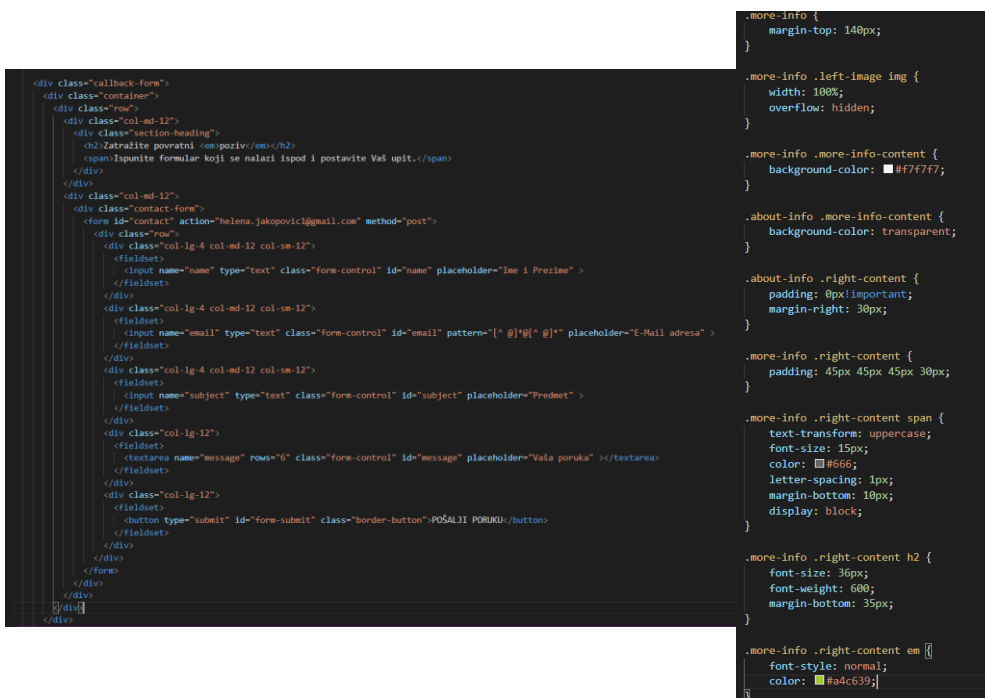 <div class="callback-form">
<div class="container">
<div class="row">
<div class="col-md-12">
<div class="section-heading">
<h2>Zatražite povratni <em>poziv</em></h2>
<span>Ispunite formular koji se nalazi ispod i postavite Vaš upit.</span>
</div>
</div>
<div class="col-md-12">
<div class="contact-form">
<form id="contact" action="helena.jakopovic1@gmail.com" method="post">
<div class="row">
<div class="col-lg-4 col-md-12 col-sm-12">
<fieldset>
<input name="name" type="text" class="form-control" id="name" placeholder="Ime i Prezime" >
</fieldset>
</div>
<div class="col-lg-4 col-md-12 col-sm-12">
<fieldset>
<input name="email" type="text" class="form-control" id="email" pattern="[^ @]*@[^ @]*" placeholder="E-Mail adresa" >
</fieldset>
</div>
<div class="col-lg-4 col-md-12 col-sm-12">
<fieldset>
<input name="subject" type="text" class="form-control" id="subject" placeholder="Predmet" >
</fieldset>
</div>
<div class="col-lg-12">
<fieldset>
<textarea name="message" rows="6" class="form-control" id="message" placeholder="Vaša poruka" ></textarea>
</fieldset>
</div>
<div class="col-lg-12">
<fieldset>
<button type="submit" id="form-submit" class="border-button">POŠALJI PORUKU</button>
</fieldset>
</div>
</div>
</form>
</div>
</div>
</div>
</div>
.more-info {
margin-top: 140px;
}
.more-info .left-image img {
width: 100%;
overflow: hidden;
}
.more-info .more-info-content {
background-color: #f7f7f7;
}
.about-info .more-info-content {
background-color: transparent;
}
.about-info .right-content {
padding: 0px!important;
margin-right: 30px;
}
.more-info .right-content {
padding: 45px 45px 45px 30px;
}
.more-info .right-content span {
text-transform: uppercase;
font-size: 15px;
color: #666;
letter-spacing: 1px;
margin-bottom: 10px;
display: block;
}
.more-info .right-content h2 {
font-size: 36px;
font-weight: 600;
margin-bottom: 35px;
}
.more-info .right-content em {
font-style: normal;
color: #a4c639;
}